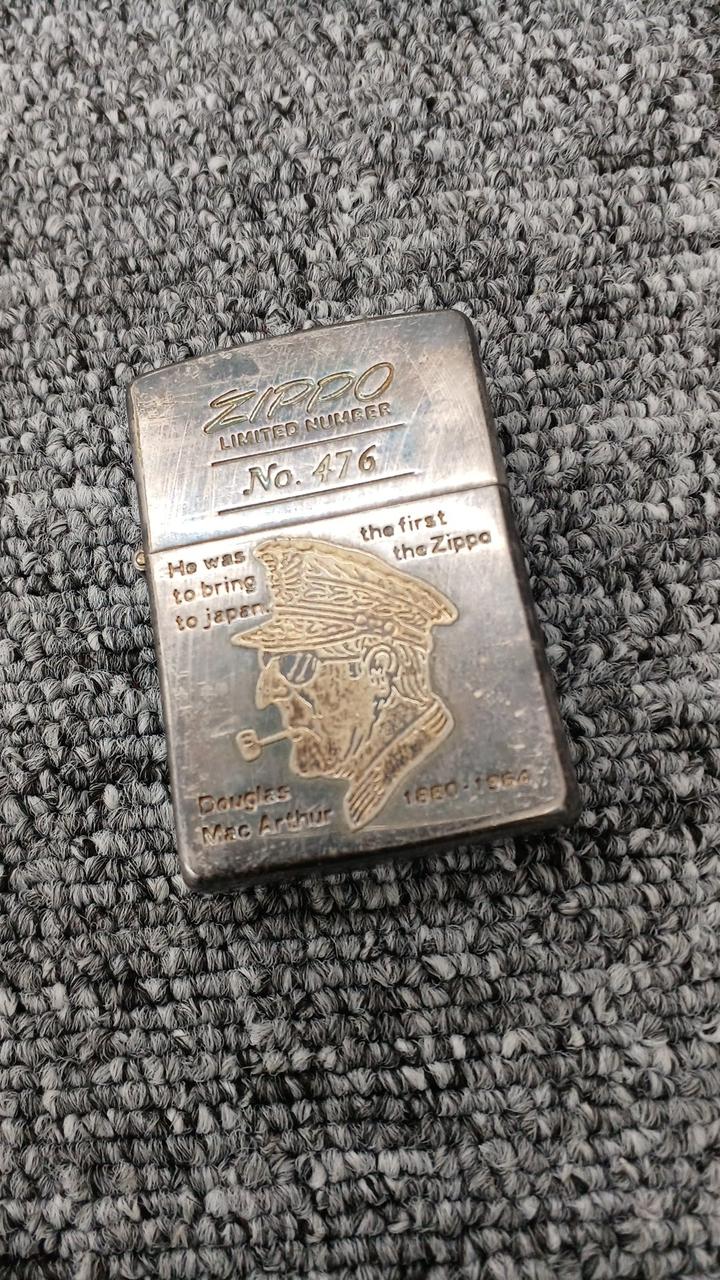 ZIPPO
LIMITED NUMBER
No. 476
He was the first
to bring the Zippo
to japan.
Douglas
Mac Arthur
1880-1964